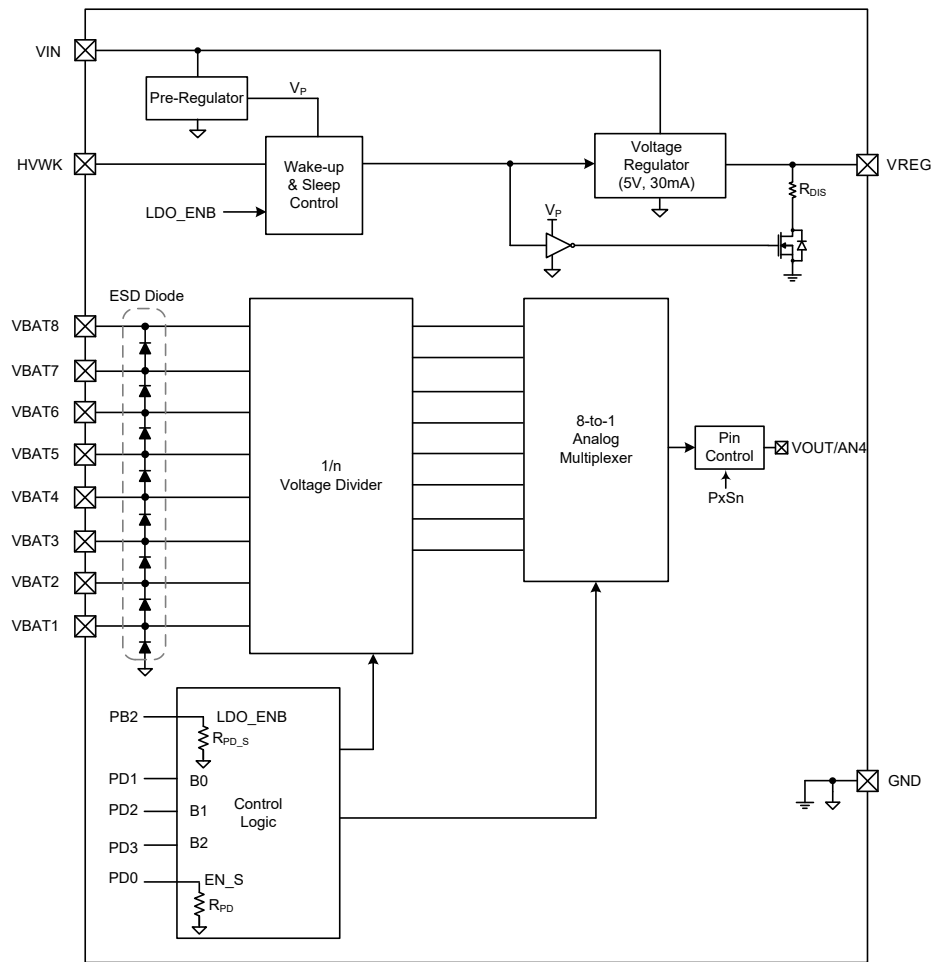 VIN
Pre-Regulator
VP
HVWK
Wake-up
& Sleep
Control
LDO_ENB
Voltage
Regulator
(5V, 30mA)
VREG
RDIS
VP
ESD Diode
VBAT8
VBAT7
VBAT6
VBAT5
VBAT4
VBAT3
VBAT2
VBAT1
1/n
Voltage Divider
8-to-1
Analog
Multiplexer
Pin
Control
VOUT/AN4
PxSn
PB2
LDO_ENB
RPD_S
PD1
B0
PD2
B1
PD3
B2
PD0
EN_S
RPD
Control
Logic
GND